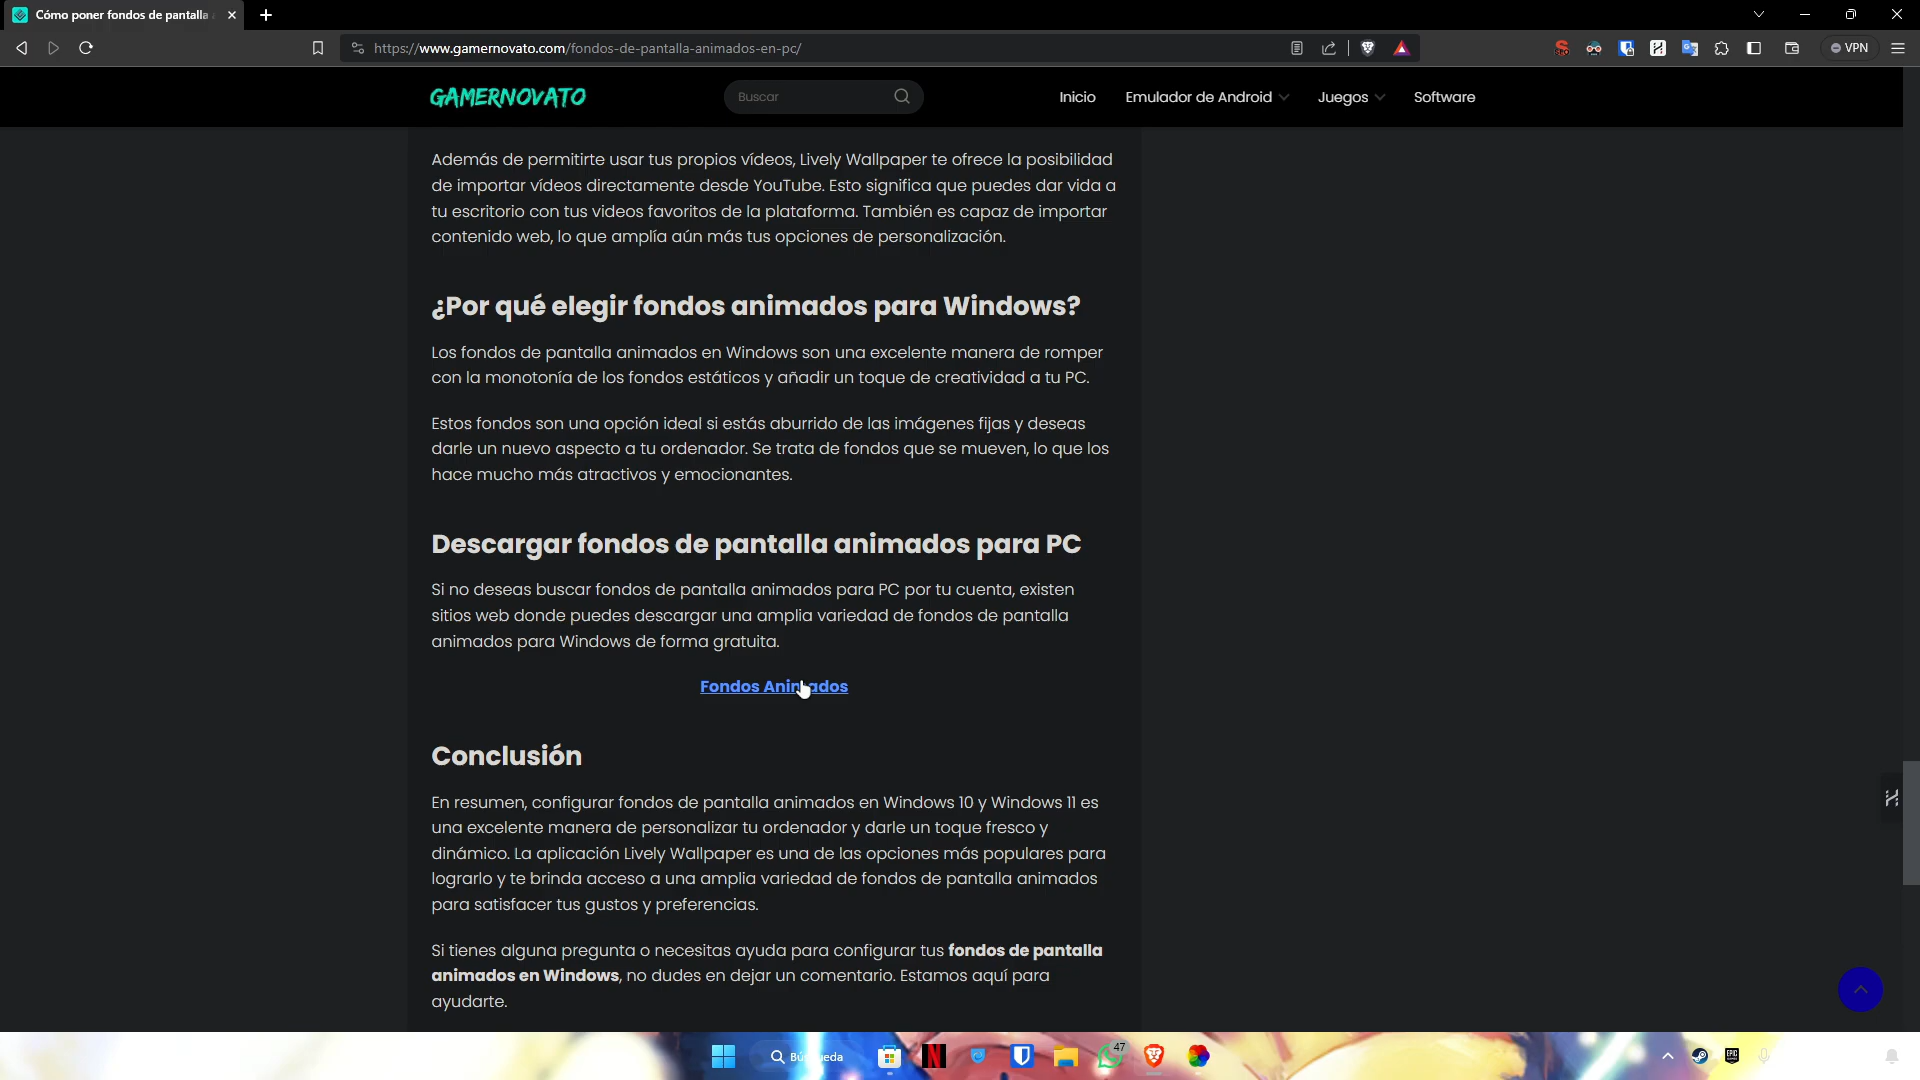 Cómo poner fondos de pantalla
https://www.gamernovato.com/fondos-de-pantalla-animados-en-pc/
VPN
GAMERNOVATO
Buscar
Inicio
Emulador de Android
Juegos
Software
Además de permitirte usar tus propios vídeos, Lively Wallpaper te ofrece la posibilidad
de importar vídeos directamente desde YouTube. Esto significa que puedes dar vida a
tu escritorio con tus videos favoritos de la plataforma. También es capaz de importar
contenido web, lo que amplía aún más tus opciones de personalización.
¿Por qué elegir fondos animados para Windows?
Los fondos de pantalla animados en Windows son una excelente manera de romper
con la monotonía de los fondos estáticos y añadir un toque de creatividad a tu PC.
Estos fondos son una opción ideal si estás aburrido de las imágenes fijas y deseas
darle un nuevo aspecto a tu ordenador. Se trata de fondos que se mueven, lo que los
hace mucho más atractivos y emocionantes.
Descargar fondos de pantalla animados para PC
Si no deseas buscar fondos de pantalla animados para PC por tu cuenta, existen
sitios web donde puedes descargar una amplia variedad de fondos de pantalla
animados para Windows de forma gratuita.
Fondos Animados
Conclusión
En resumen, configurar fondos de pantalla animados en Windows 10 y Windows 11 es
una excelente manera de personalizar tu ordenador y darle un toque fresco y
dinámico. La aplicación Lively Wallpaper es una de las opciones más populares para
lograrlo y te brinda acceso a una amplia variedad de fondos de pantalla animados
para satisfacer tus gustos y preferencias.
Si tienes alguna pregunta o necesitas ayuda para configurar tus fondos de pantalla
animados en Windows, no dudes en dejar un comentario. Estamos aquí para
ayudarte.
Búsqueda
47
EPIC